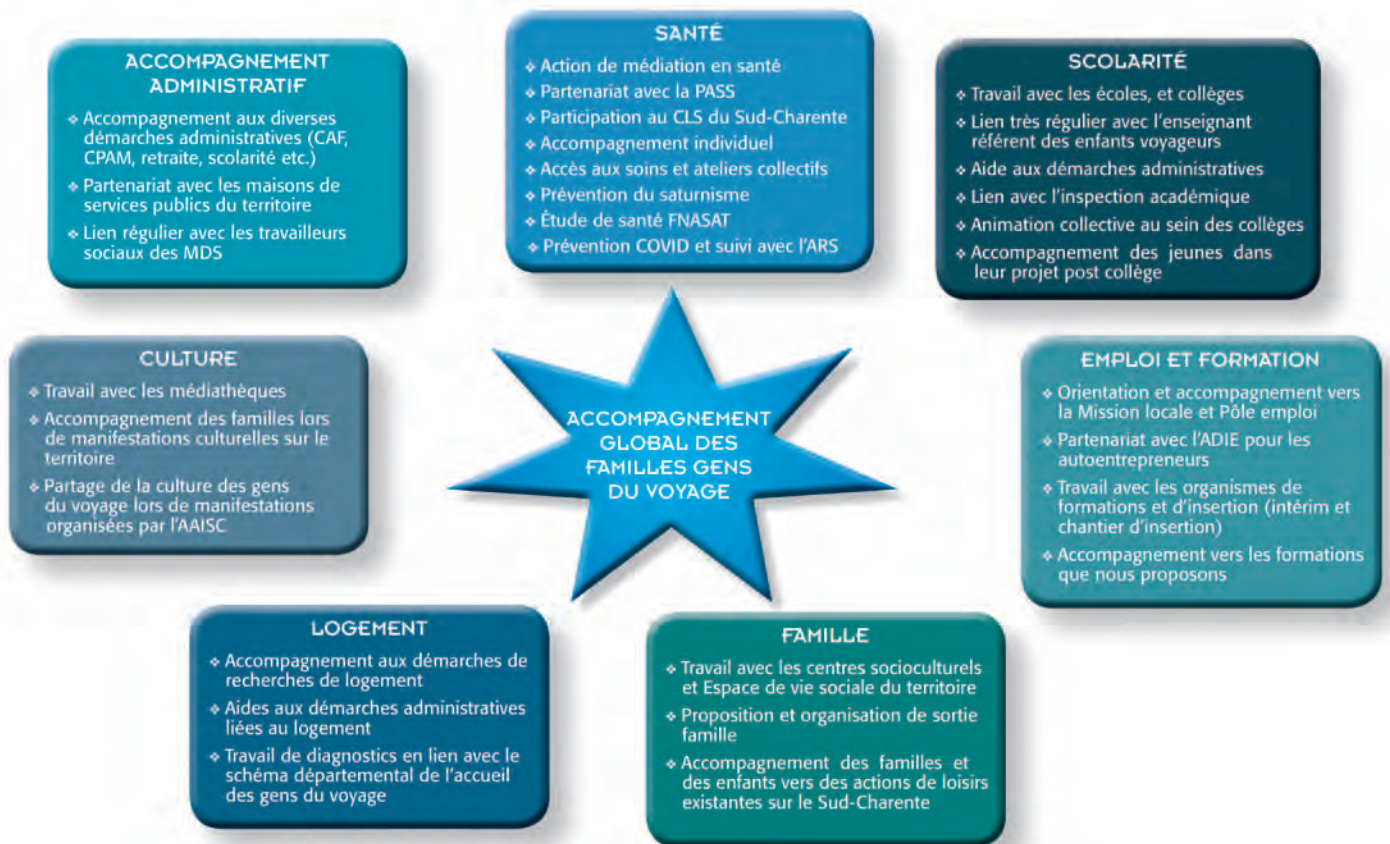 ACCOMPAGNEMENT
ADMINISTRATIF
❖ Accompagnement aux diverses
démarches administratives (CAF,
CPAM, retraite, scolarité etc.)
❖ Partenariat avec les maisons de
services publics du territoire
❖ Lien régulier avec les travailleurs
sociaux des MDS
SANTÉ
❖ Action de médiation en santé
❖ Partenariat avec la PASS
❖ Participation au CLS du Sud-Charente
❖ Accompagnement individuel
❖ Accès aux soins et ateliers collectifs
❖ Prévention du saturnisme
❖ Étude de santé FNASAT
❖ Prévention COVID et suivi avec l'ARS
SCOLARITÉ
❖ Travail avec les écoles, et collèges
❖ Lien très régulier avec l'enseignant
référent des enfants voyageurs
❖ Aide aux démarches administratives
❖ Lien avec l'inspection académique
❖ Animation collective au sein des collèges
❖ Accompagnement des jeunes dans
leur projet post collège
CULTURE
❖ Travail avec les médiathèques
❖ Accompagnement des familles lors
de manifestations culturelles sur le
territoire
❖ Partage de la culture des gens
du voyage lors de manifestations
organisées par l'AAISC
ACCOMPAGNEMENT
GLOBAL DES
FAMILLES GENS
DU VOYAGE
EMPLOI ET FORMATION
❖ Orientation et accompagnement vers
la Mission locale et Pôle emploi
❖ Partenariat avec l'ADIE pour les
autoentrepreneurs
❖ Travail avec les organismes de
formations et d'insertion (intérim et
chantier d'insertion)
❖ Accompagnement vers les formations
que nous proposons
LOGEMENT
❖ Accompagnement aux démarches de
recherches de logement
❖ Aides aux démarches administratives
liées au logement
❖ Travail de diagnostics en lien avec le
schéma départemental de l'accueil
des gens du voyage
FAMILLE
❖ Travail avec les centres socioculturels
et Espace de vie sociale du territoire
❖ Proposition et organisation de sortie
famille
❖ Accompagnement des familles et
des enfants vers des actions de loisirs
existantes sur le Sud-Charente